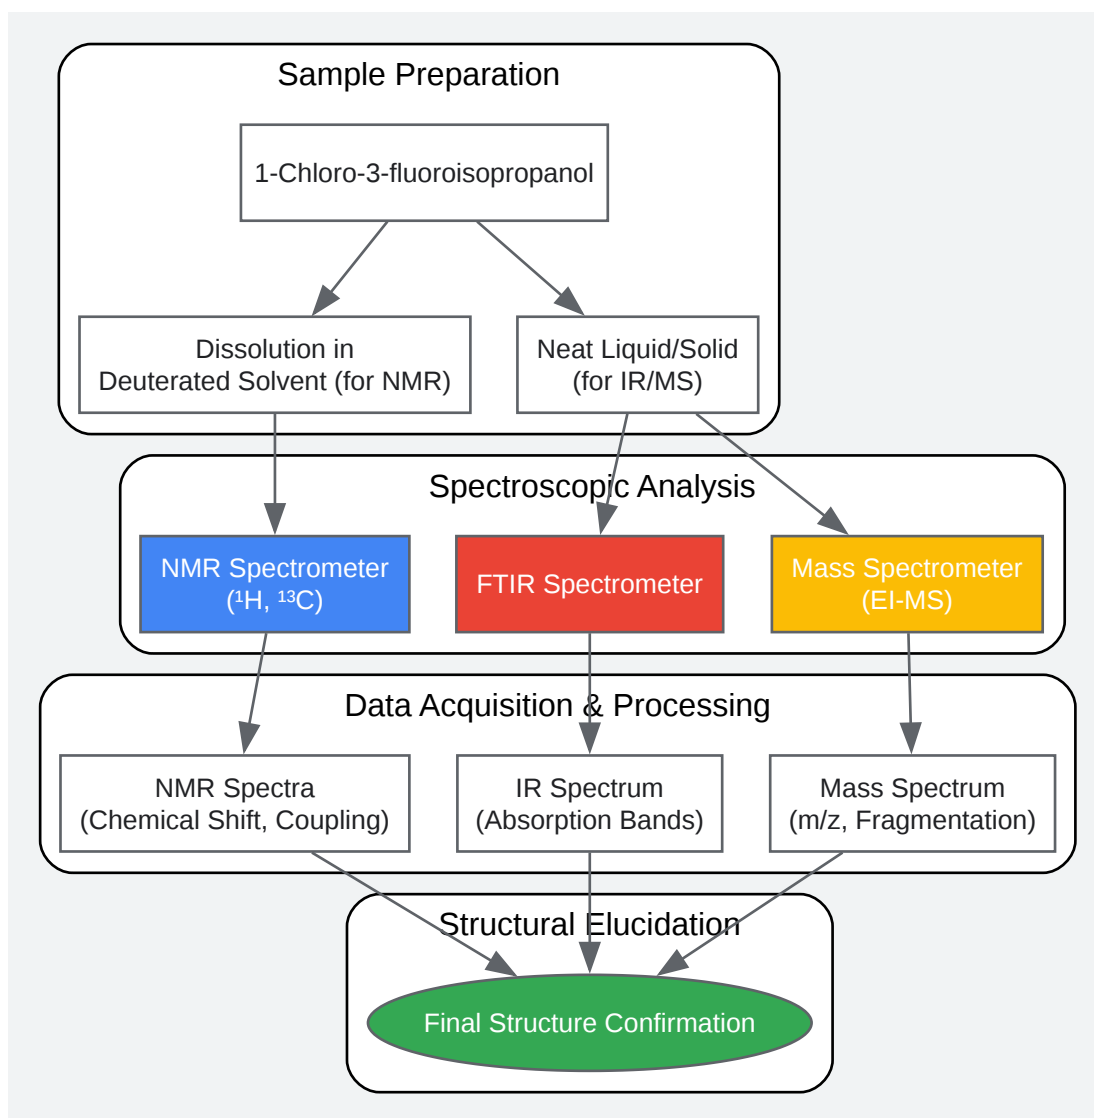 Sample Preparation
1-Chloro-3-fluoroisopropanol
Dissolution in
Deuterated Solvent (for NMR)
Neat Liquid/Solid
(for IR/MS)
Spectroscopic Analysis
NMR Spectrometer
(¹H, ¹³C)
FTIR Spectrometer
Mass Spectrometer
(EI-MS)
Data Acquisition & Processing
NMR Spectra
(Chemical Shift, Coupling)
IR Spectrum
(Absorption Bands)
Mass Spectrum
(m/z, Fragmentation)
Structural Elucidation
Final Structure Confirmation